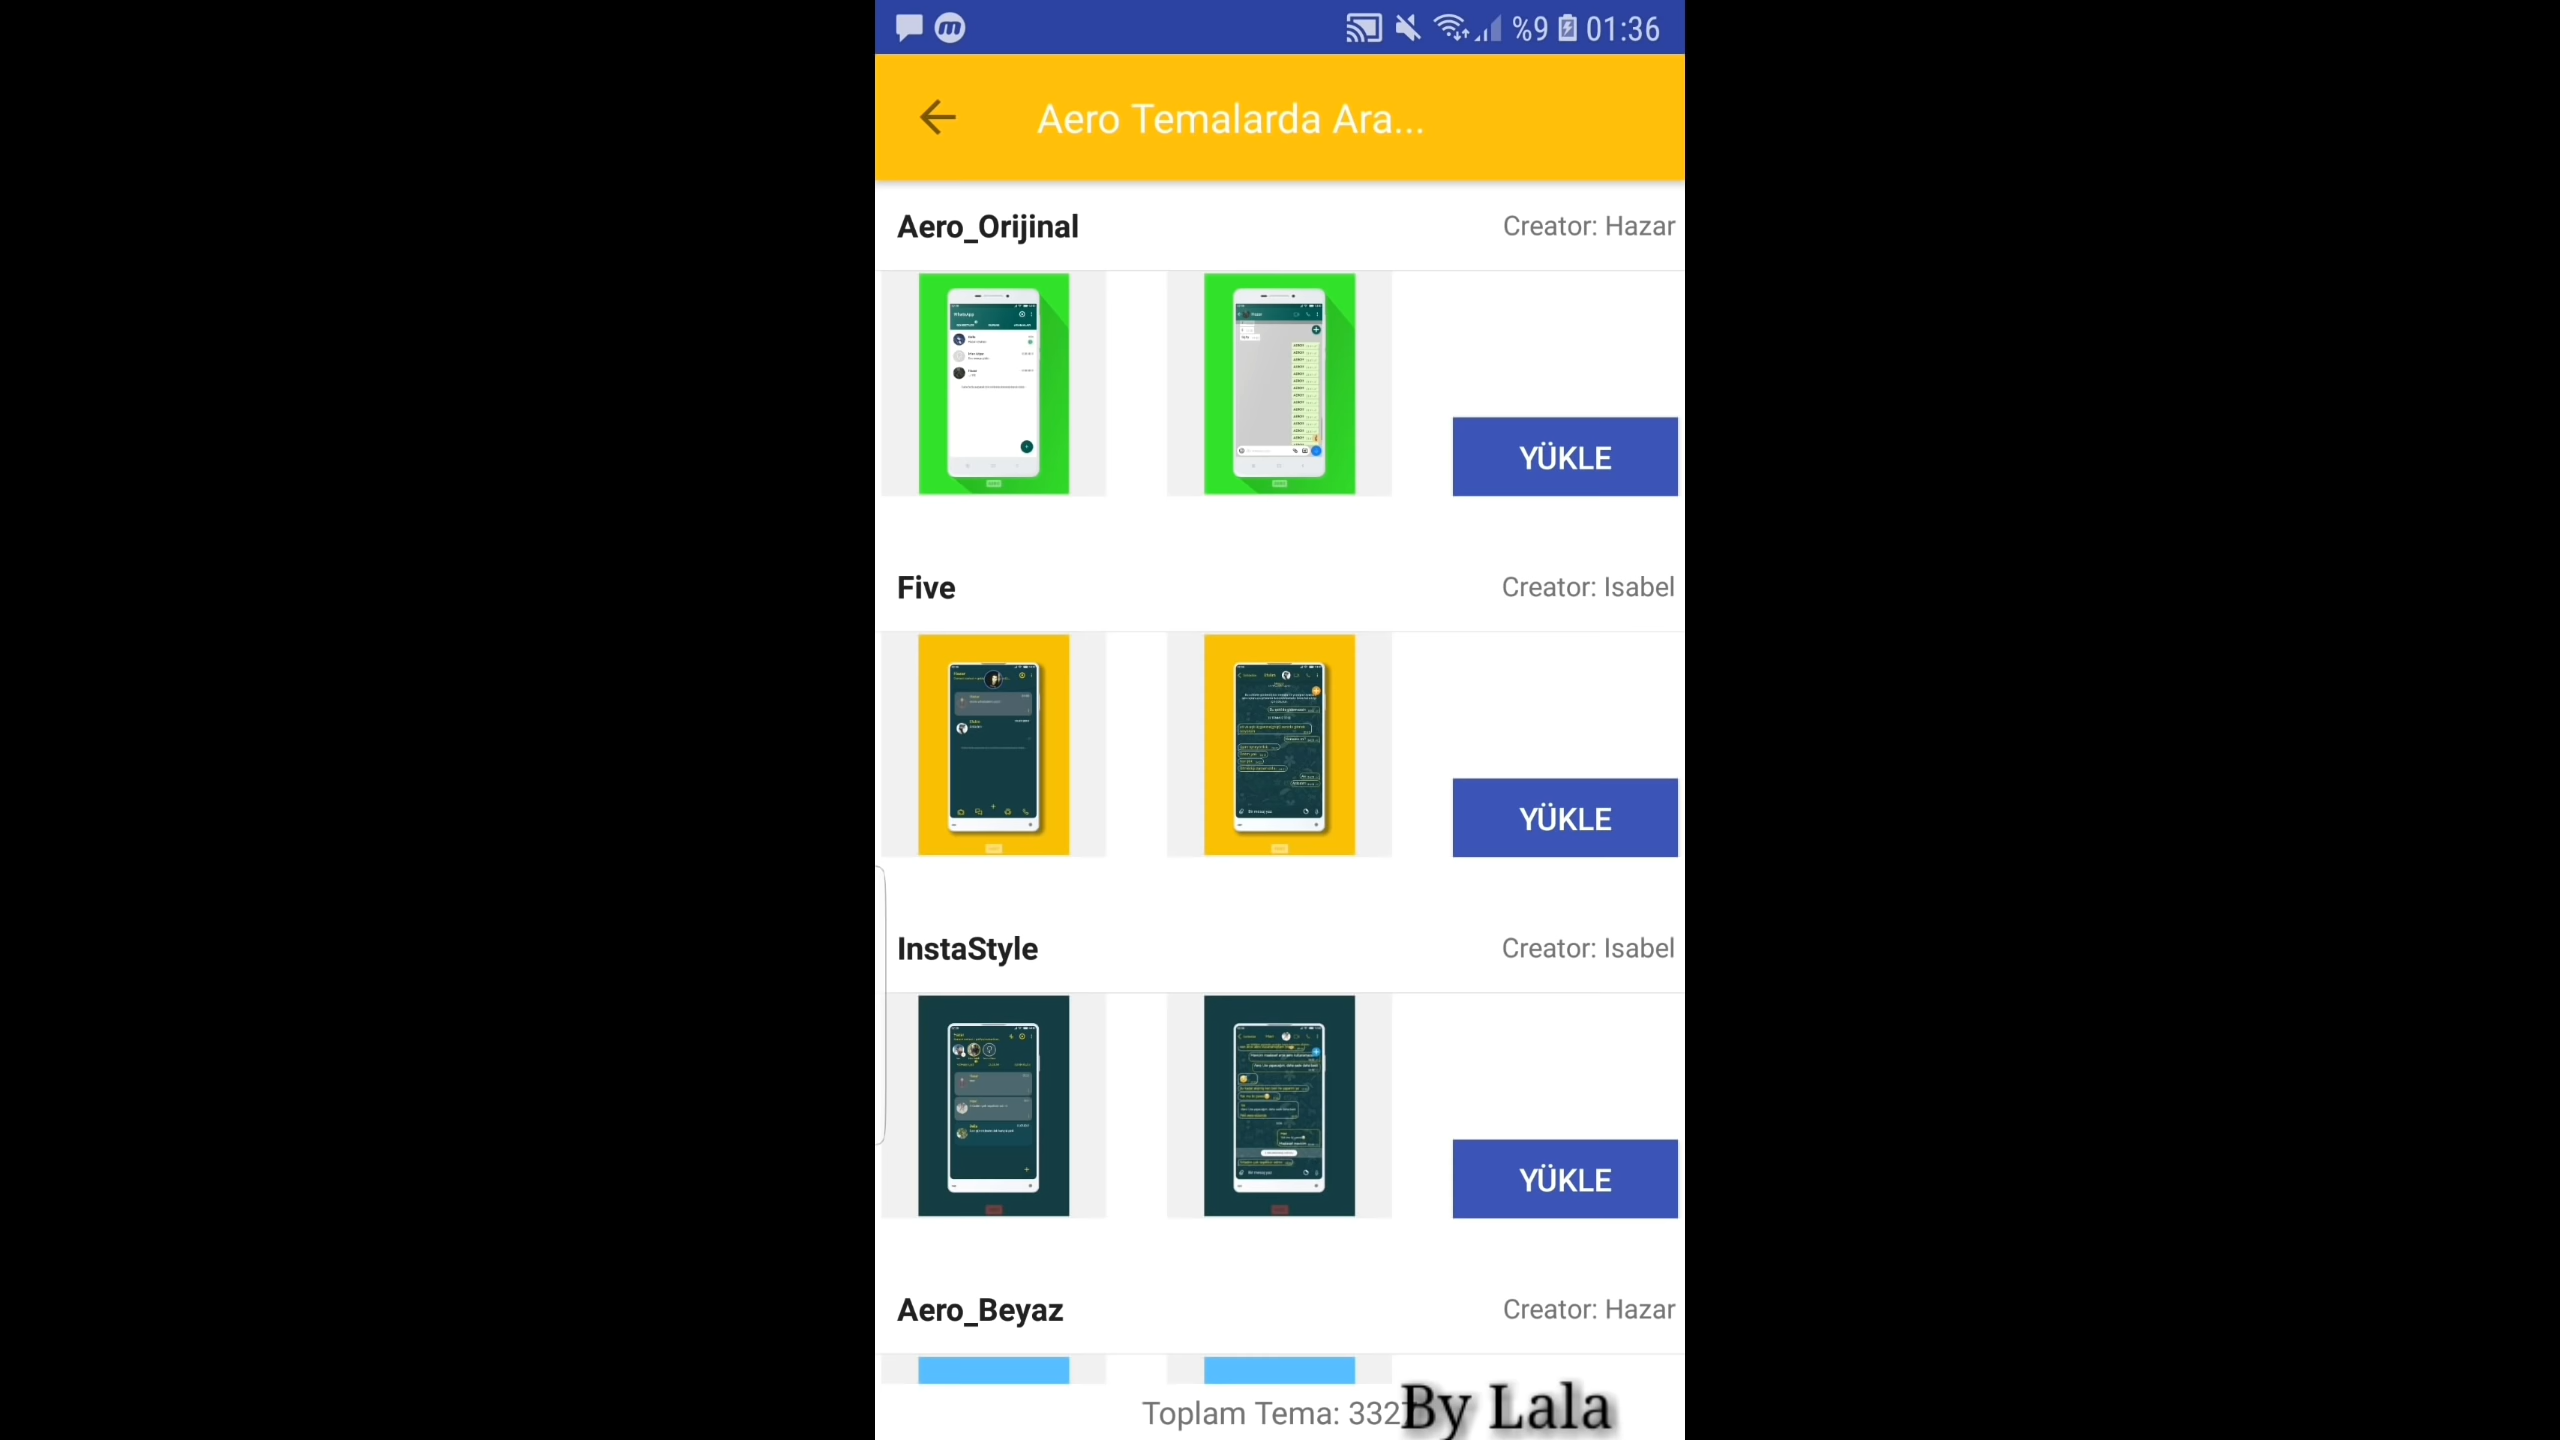 %9 01:36
Aero Temalarda Ara...
Aero_Orijinal
Creator: Hazar
YÜKLE
Five
Creator: Isabel
YÜKLE
InstaStyle
Creator: Isabel
YÜKLE
Aero_Beyaz
Creator: Hazar
Toplam Tema:
By Lala